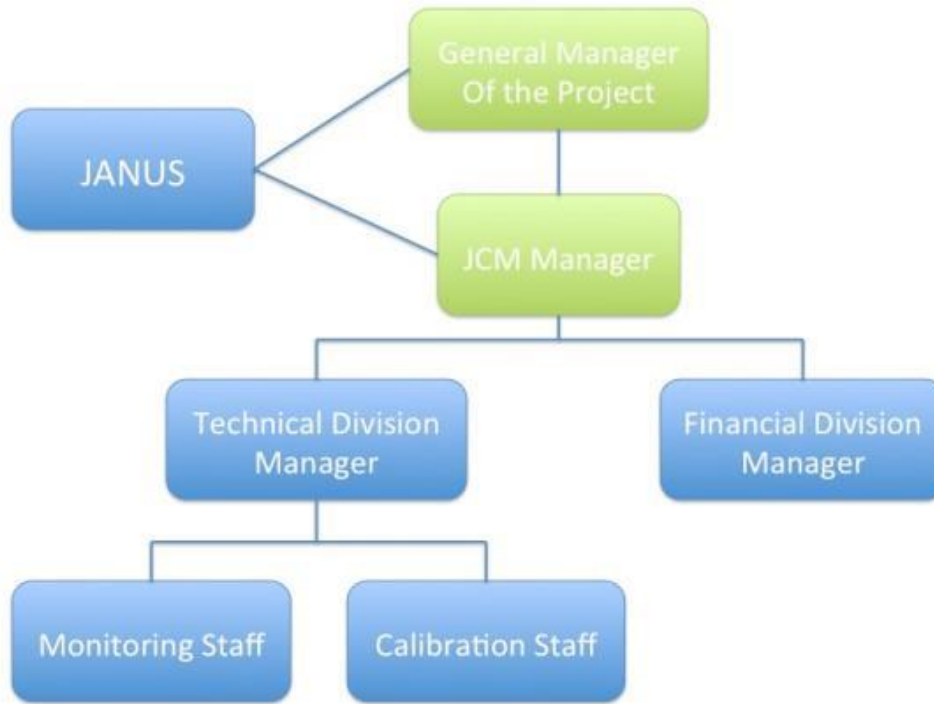 General Manager
Of the Project
JANUS
JCM Manager
Technical Division
Manager
Financial Division
Manager
Monitoring Staff
Calibration Staff